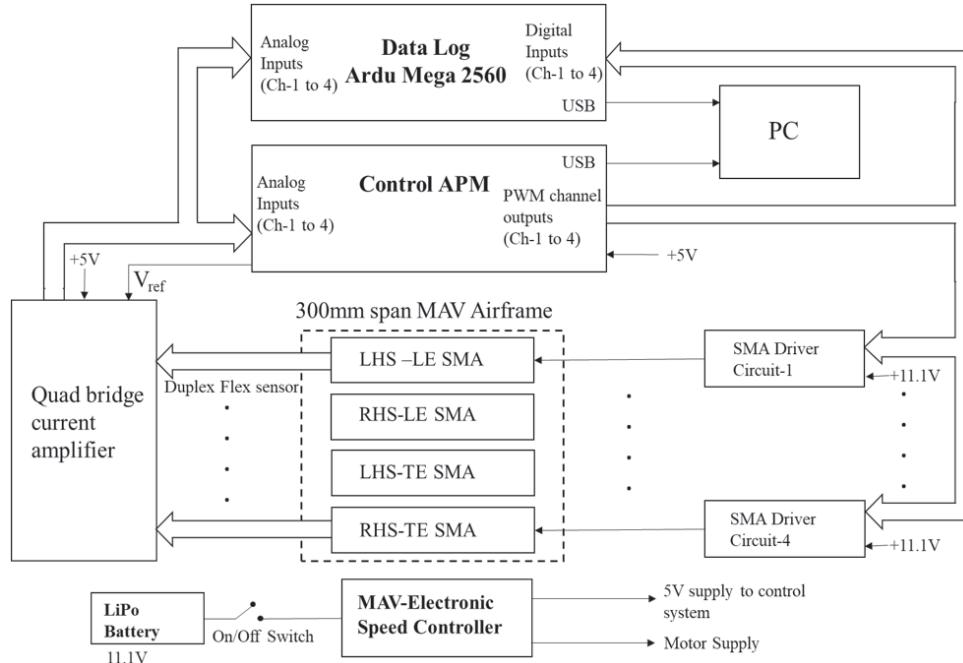 Analog
Inputs
(Ch-1 to 4)
Data Log
Ardu Mega 2560
Digital
Inputs
(Ch-1 to 4)
USB
PC
Analog
Inputs
(Ch-1 to 4)
Control APM
USB
PWM channel
outputs
(Ch-1 to 4)
+5V
+5V
Vref
300mm span MAV Airframe
Quad bridge
current
amplifier
Duplex Flex sensor
LHS –LE SMA
RHS-LE SMA
LHS-TE SMA
RHS-TE SMA
SMA Driver
Circuit-1
+11.1V
SMA Driver
Circuit-4
+11.1V
LiPo
Battery
11.1V
On/Off Switch
MAV-Electronic
Speed Controller
5V supply to control
system
Motor Supply